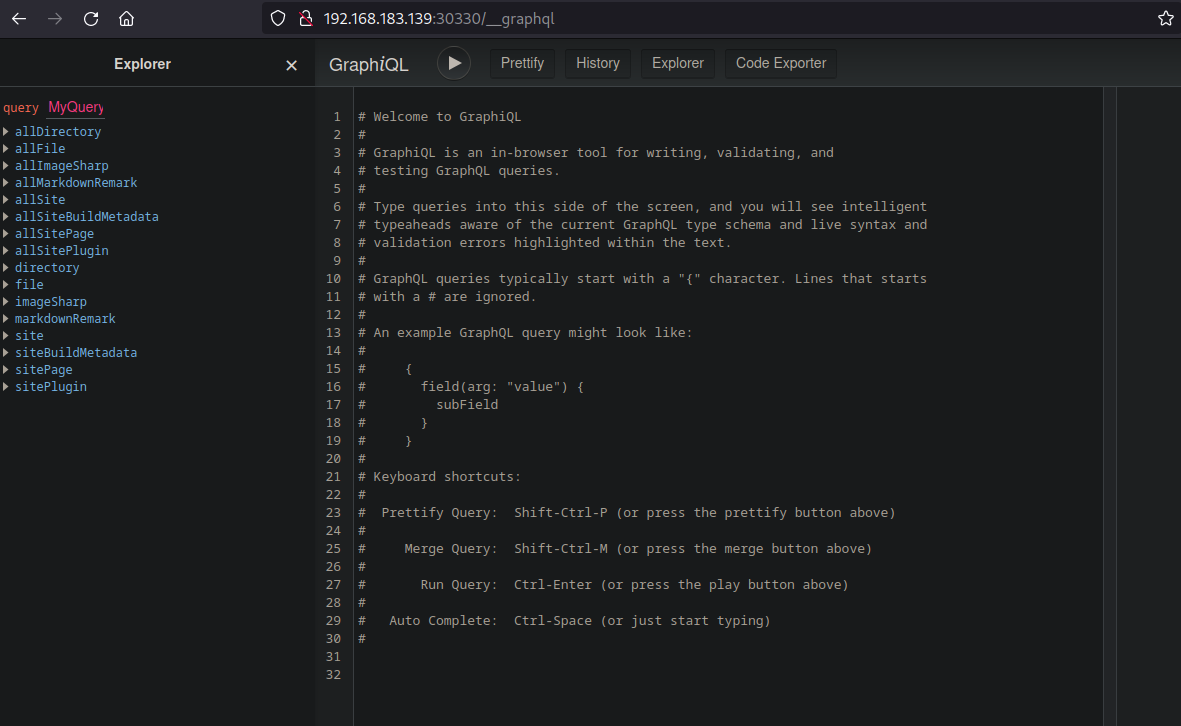 192.168.183.139:30330/__graphql
Explorer
GraphiQL
Prettify
History
Explorer
Code Exporter
query MyQuery
allDirectory
allFile
allImageSharp
allMarkdownRemark
allSite
allSiteBuildMetadata
allSitePage
allSitePlugin
directory
file
imageSharp
markdownRemark
site
siteBuildMetadata
sitePage
sitePlugin
1 # Welcome to GraphiQL
2 #
3 # GraphiQL is an in-browser tool for writing, validating, and
4 # testing GraphQL queries.
5 #
6 # Type queries into this side of the screen, and you will see intelligent
7 # typeaheads aware of the current GraphQL type schema and live syntax and
8 # validation errors highlighted within the text.
9 #
10 # GraphQL queries typically start with a "{" character. Lines that starts
11 # with a # are ignored.
12 #
13 # An example GraphQL query might look like:
14 #
15 #     {
16 #       field(arg: "value") {
17 #         subField
18 #       }
19 #     }
20 #
21 # Keyboard shortcuts:
22 #
23 #  Prettify Query:  Shift-Ctrl-P (or press the prettify button above)
24 #
25 #     Merge Query:  Shift-Ctrl-M (or press the merge button above)
26 #
27 #       Run Query:  Ctrl-Enter (or press the play button above)
28 #
29 #   Auto Complete:  Ctrl-Space (or just start typing)
30 #
31
32